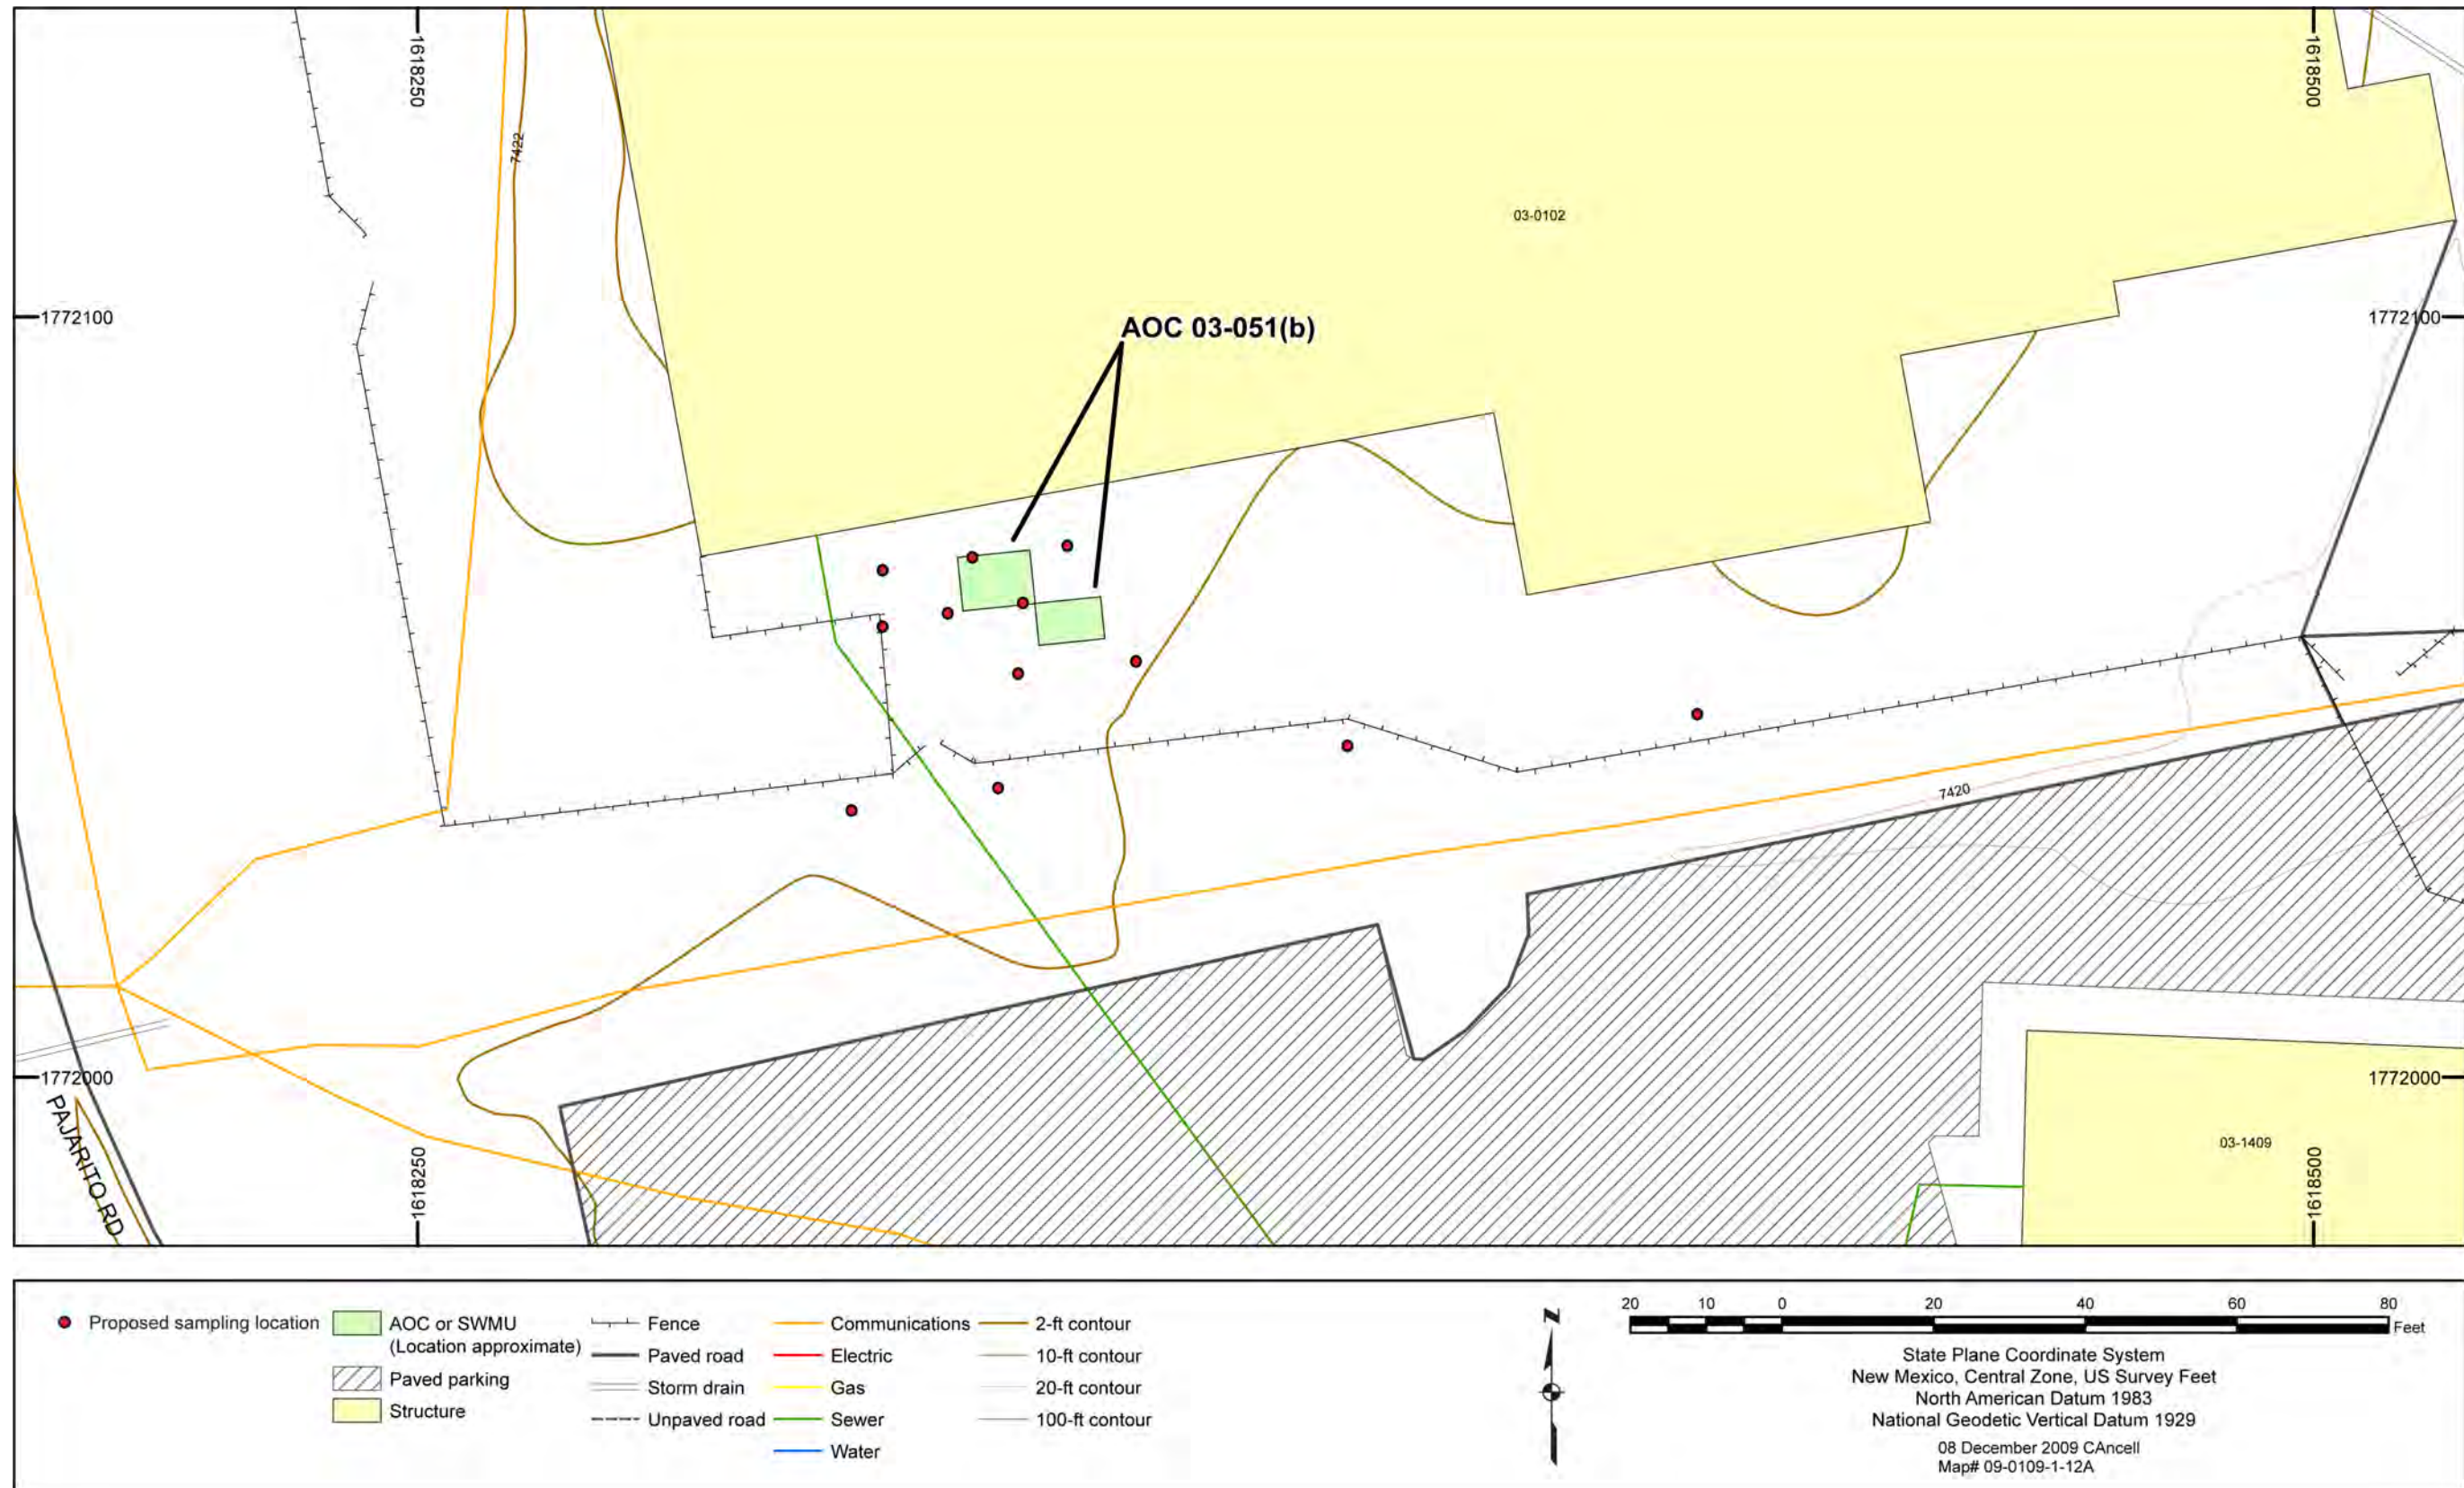 1618250
1618500
7422
03-0102
1772100
AOC 03-051(b)
1772100
7420
1772000
1772000
PAJARITO RD
03-1409
1618250
1618500
Proposed sampling location
AOC or SWMU
(Location approximate)
Paved parking
Structure
Fence
Paved road
Storm drain
Unpaved road
Communications
Electric
Gas
Sewer
Water
2-ft contour
10-ft contour
20-ft contour
100-ft contour
N
20 10 0 20 40 60 80
Feet
State Plane Coordinate System
New Mexico, Central Zone, US Survey Feet
North American Datum 1983
National Geodetic Vertical Datum 1929
08 December 2009 CAncell
Map# 09-0109-1-12A